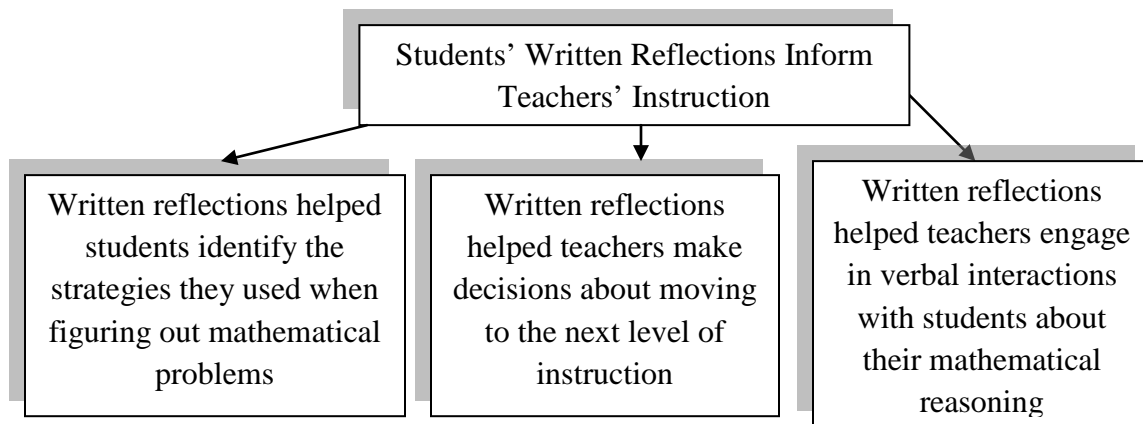 Students’ Written Reflections Inform
Teachers’ Instruction
Written reflections helped
students identify the
strategies they used when
figuring out mathematical
problems
Written reflections
helped teachers make
decisions about moving
to the next level of
instruction
Written reflections
helped teachers engage
in verbal interactions
with students about
their mathematical
reasoning